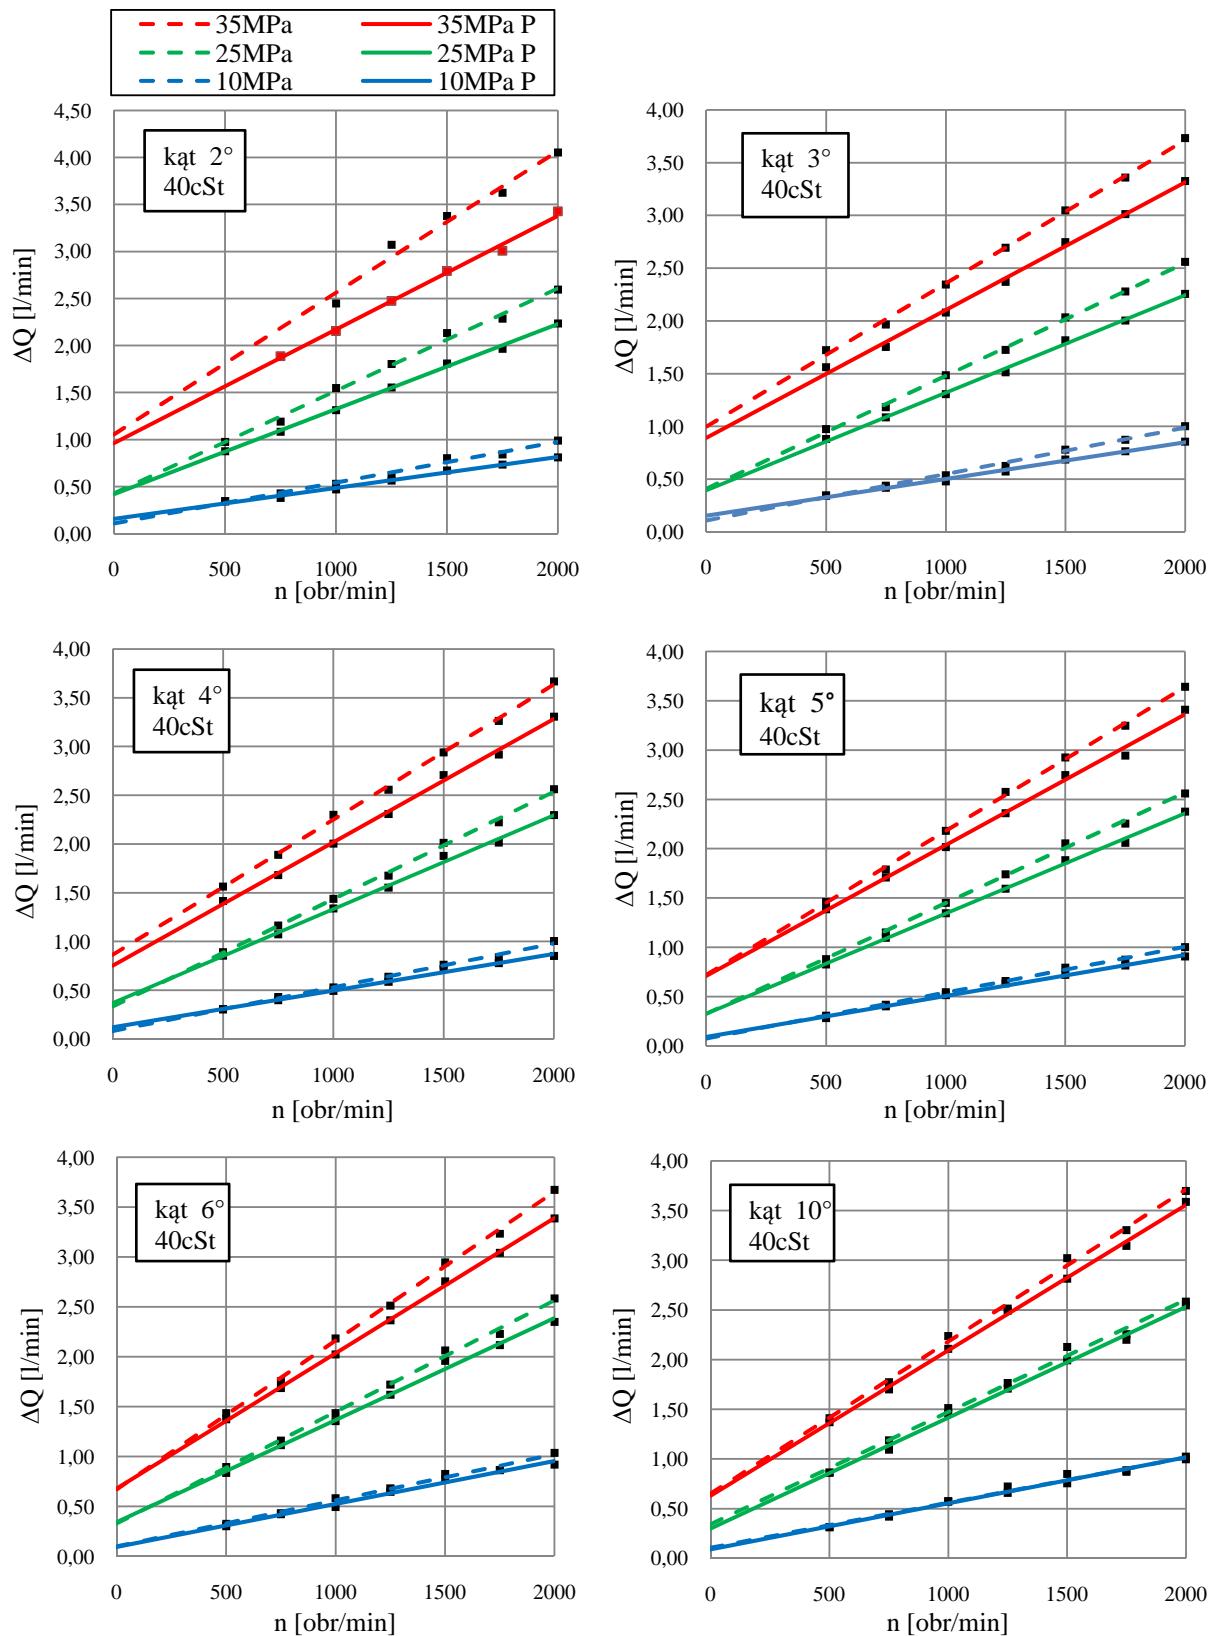 35MPa 35MPa P
25MPa 25MPa P
10MPa 10MPa P
4,50
4,00
3,50
3,00
2,50
2,00
1,50
1,00
0,50
0,00
ΔQ [l/min]
kąt 2°
40cSt
0 500 1000 1500 2000
n [obr/min]
4,00
3,50
3,00
2,50
2,00
1,50
1,00
0,50
0,00
ΔQ [l/min]
kąt 3°
40cSt
0 500 1000 1500 2000
n [obr/min]
4,00
3,50
3,00
2,50
2,00
1,50
1,00
0,50
0,00
ΔQ [l/min]
kąt 4°
40cSt
0 500 1000 1500 2000
n [obr/min]
4,00
3,50
3,00
2,50
2,00
1,50
1,00
0,50
0,00
ΔQ [l/min]
kąt 5°
40cSt
0 500 1000 1500 2000
n [obr/min]
4,00
3,50
3,00
2,50
2,00
1,50
1,00
0,50
0,00
ΔQ [l/min]
kąt 6°
40cSt
0 500 1000 1500 2000
n [obr/min]
4,00
3,50
3,00
2,50
2,00
1,50
1,00
0,50
0,00
ΔQ [l/min]
kąt 10°
40cSt
0 500 1000 1500 2000
n [obr/min]